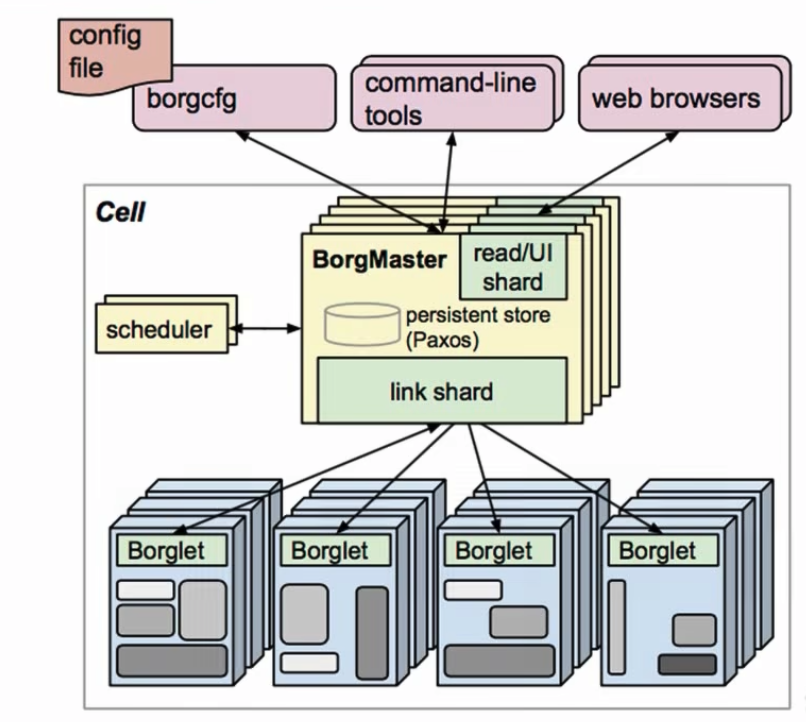 config
file
borgcfg
command-line
tools
web browsers
Cell
BorgMaster
read/UI
shard
scheduler
persistent store
(Paxos)
link shard
Borglet
Borglet
Borglet
Borglet